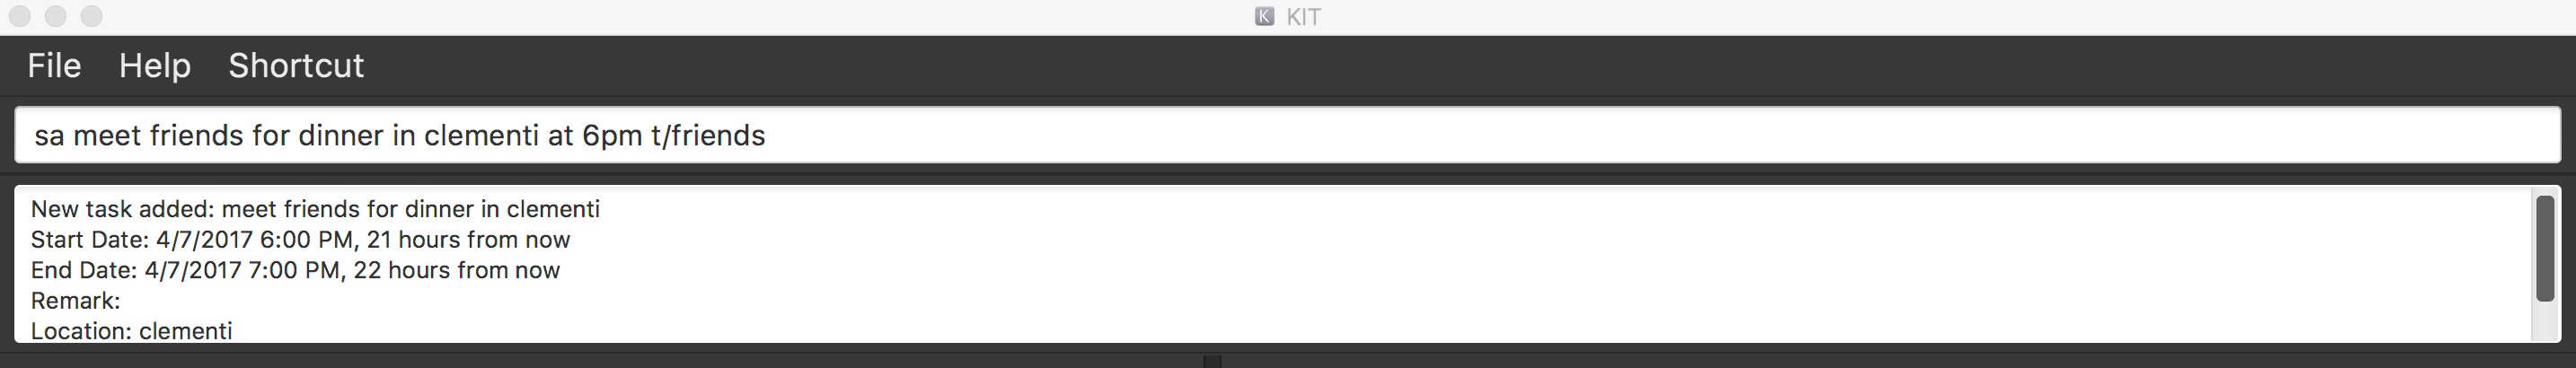 K KIT
File Help Shortcut
sa meet friends for dinner in clementi at 6pm t/friends
New task added: meet friends for dinner in clementi
Start Date: 4/7/2017 6:00 PM, 21 hours from now
End Date: 4/7/2017 7:00 PM, 22 hours from now
Remark:
Location: clementi